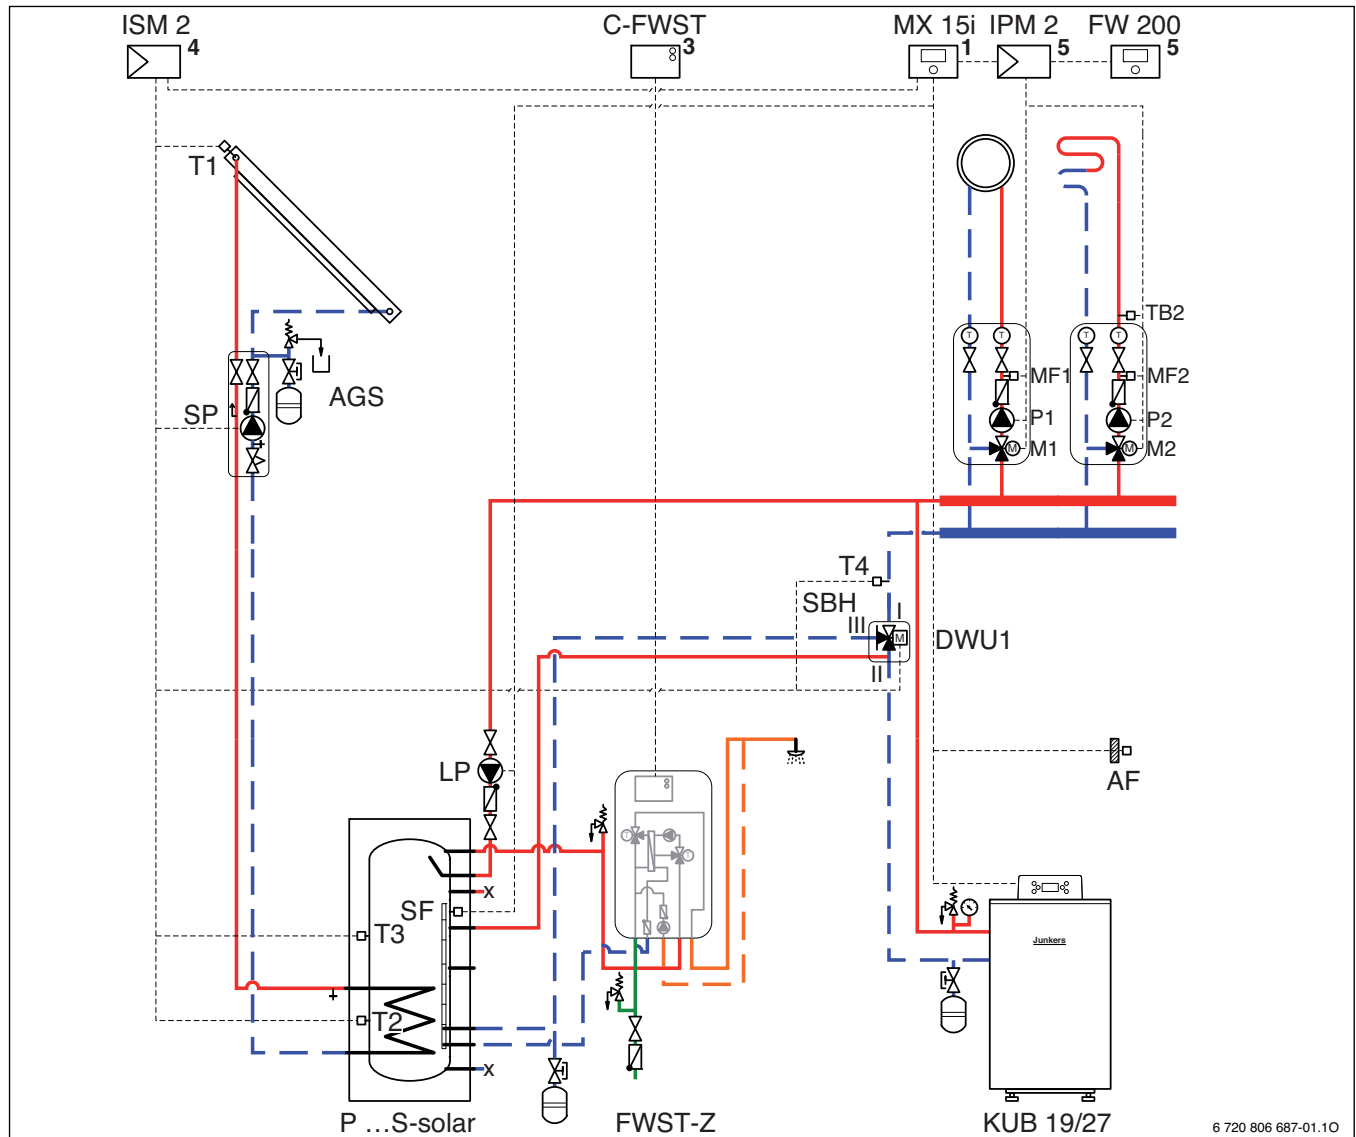 ISM 2
4
C-FWST
3
MX 15i
1
IPM 2
5
FW 200
5
T1
T
T
T
T
TB2
MF1
MF2
AGS
SP
P1
P2
M
M1
M
M2
T4
SBH
I
III
M
DWU1
II
LP
AF
T
T
X
SF
T3
Junkers
T2
X
P ...S-solar
FWST-Z
KUB 19/27
6 720 806 687-01.1O